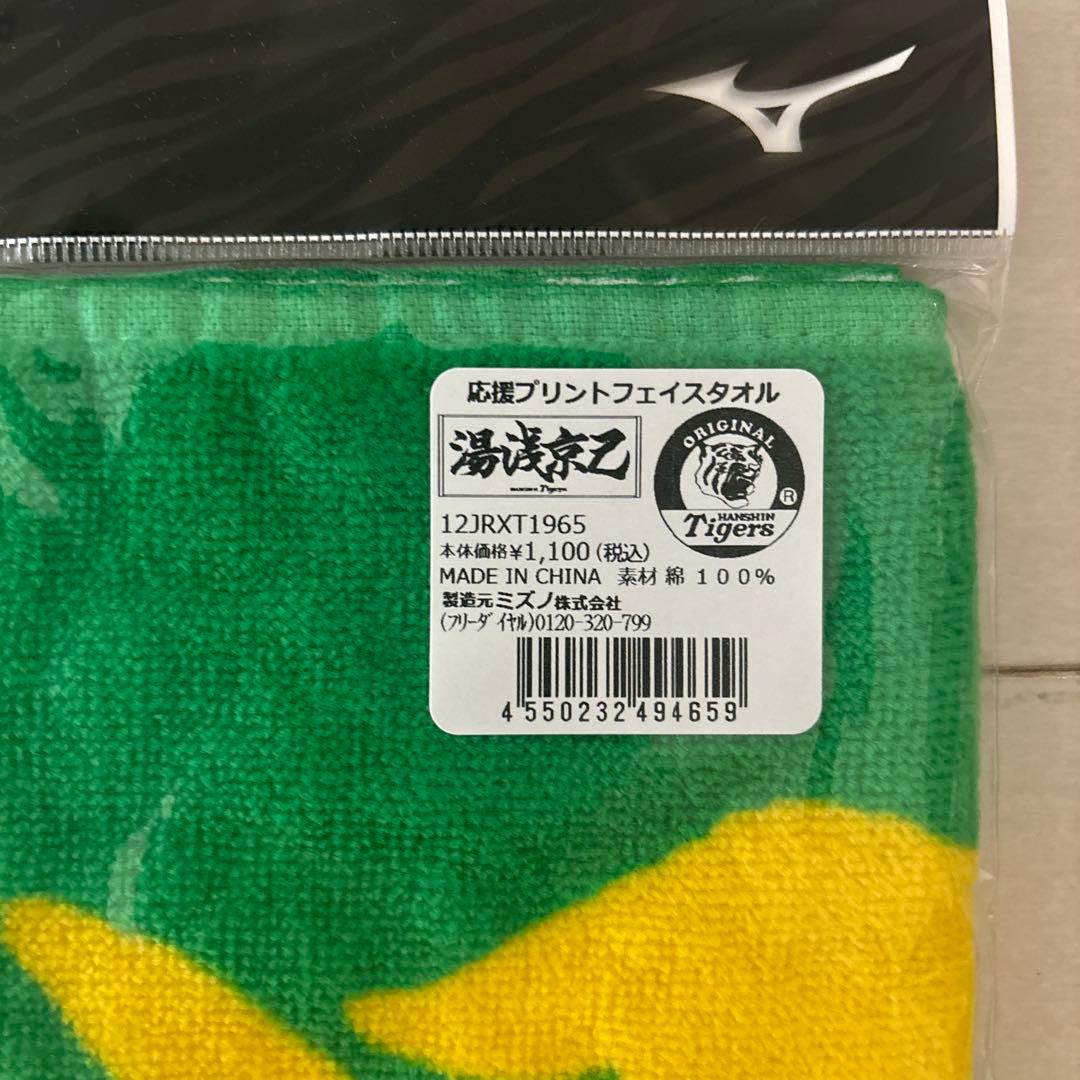 応援プリントフェイスタオル
湯浅京己
HANSHIN Tigers
ORIGINAL
HANSHIN
Tigers
®
12JRXT1965
本体価格¥1,100(税込)
MADE IN CHINA 素材 綿 100%
製造元ミズノ株式会社
(フリーダイヤル)0120-320-799
4 550232 494659